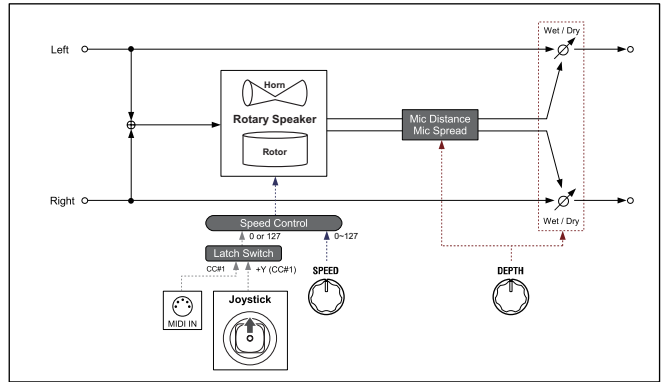 Wet / Dry
Left
Horn
Rotary Speaker
Mic Distance
Mic Spread
Rotor
Right
Wet / Dry
Speed Control
0 or 127
0~127
Latch Switch
CC#1
+Y (CC#1)
SPEED
DEPTH
Joystick
MIDI IN